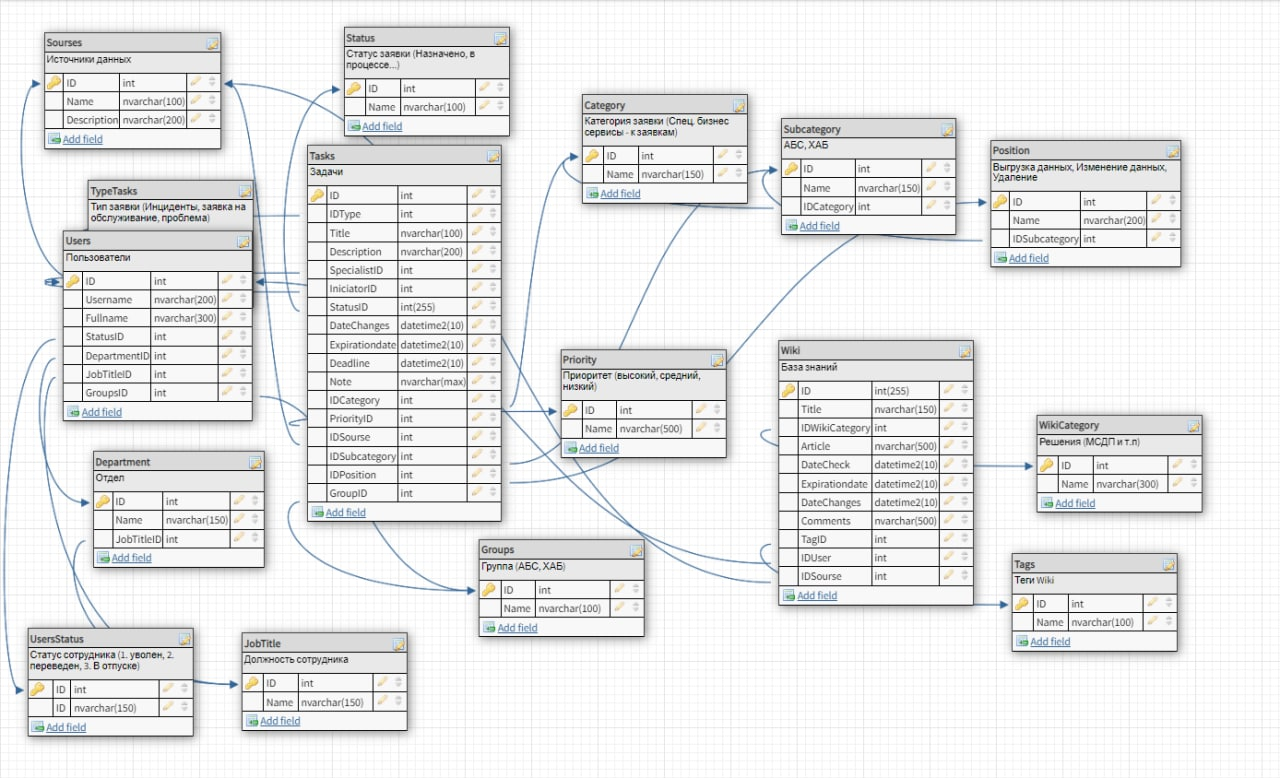 Sourses
Источники данных
ID int
Name nvarchar(100)
Description nvarchar(200)
Add field
Status
Статус заявки (Назначено, в
процессе...)
ID int
Name nvarchar(100)
Add field
TypeTasks
Тип заявки (Инциденты, заявка на
обслуживание, проблема)
Users
Пользователи
ID int
Username nvarchar(200)
Fullname nvarchar(300)
StatusID int
DepartmentID int
JobTitleID int
GroupsID int
Add field
Tasks
Задачи
ID int
IDType int
Title nvarchar(100)
Description nvarchar(200)
SpecialistID int
IniciatorID int
StatusID int(255)
DateChanges datetime2(10)
Expirationdate datetime2(10)
Deadline datetime2(10)
Note nvarchar(max)
IDCategory int
PriorityID int
IDSourse int
IDSubcategory int
IDPosition int
GroupID int
Add field
Category
Категория заявки (Спец. бизнес
сервисы - к заявкам)
ID int
Name nvarchar(150)
Add field
Subcategory
АБС, ХАБ
ID int
Name nvarchar(150)
IDCategory int
Add field
Position
Выгрузка данных, Изменение данных,
Удаление
ID int
Name nvarchar(200)
IDSubcategory int
Add field
Priority
Приоритет (высокий, средний,
низкий)
ID int
Name nvarchar(500)
Add field
Wiki
База знаний
ID int(255)
Title nvarchar(150)
IDWikiCategory int
Article nvarchar(500)
DateCheck datetime2(10)
Expirationdate datetime2(10)
DateChanges datetime2(10)
Comments nvarchar(500)
TagID int
IDUser int
IDSourse int
Add field
WikiCategory
Решения (МСДП и т.п)
ID int
Name nvarchar(300)
Add field
Department
Отдел
ID int
Name nvarchar(150)
JobTitleID int
Add field
Groups
Группа (АБС, ХАБ)
ID int
Name nvarchar(100)
Add field
Tags
Теги Wiki
ID int
Name nvarchar(100)
Add field
UsersStatus
Статус сотрудника (1. уволен, 2.
переведен, 3. В отпуске)
ID int
ID nvarchar(150)
Add field
JobTitle
Должность сотрудника
ID int
Name nvarchar(150)
Add field